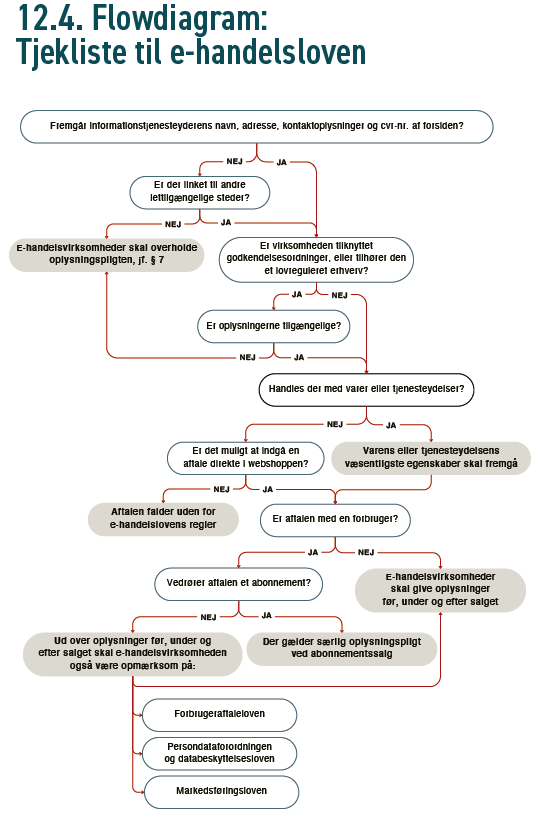 12.4. Flowdiagram:
Tjekliste til e-handelsloven
Fremgår informationstjenesteyderens navn, adresse, kontaktoplysninger og cvr-nr. af forsiden?
NEJ
JA
Er der linket til andre
lettilgængelige steder?
NEJ
JA
E-handelsvirksomheder skal overholde
oplysningspligten, jf. § 7
Er virksomheden tilknyttet
godkendelsesordninger, eller tilhører den
et lovreguleret erhverv?
JA
NEJ
Er oplysningerne tilgængelige?
NEJ
JA
Handles der med varer eller tjenesteydelser?
NEJ
JA
Er det muligt at indgå en
aftale direkte i webshoppen?
Varens eller tjenesteydelsens
væsentligste egenskaber skal fremgå
NEJ
JA
Aftalen falder uden for
e-handelslovens regler
Er aftalen med en forbruger?
JA
NEJ
Vedrører aftalen et abonnement?
E-handelsvirksomheder
skal give oplysninger
før, under og efter salget
NEJ
JA
Ud over oplysninger før, under og
efter salget skal e-handelsvirksomheden
også være opmærksom på:
Der gælder særlig oplysningspligt
ved abonnementssalg
Forbrugeraftaleloven
Persondataforordningen
og databeskyttelsesloven
Markedsføringsloven